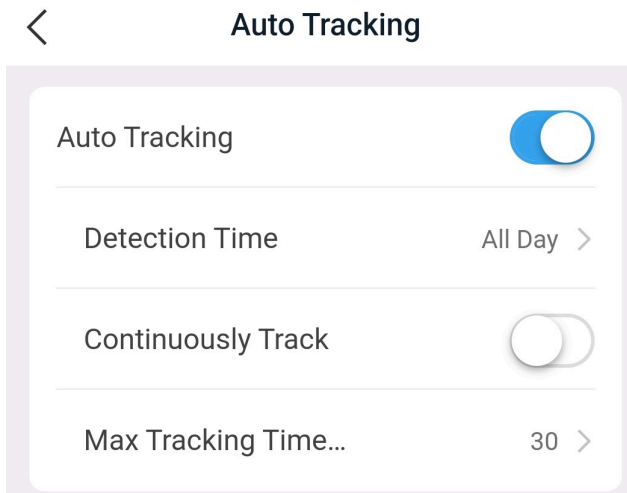 Auto Tracking
Auto Tracking
Detection Time All Day
Continuously Track
Max Tracking Time... 30